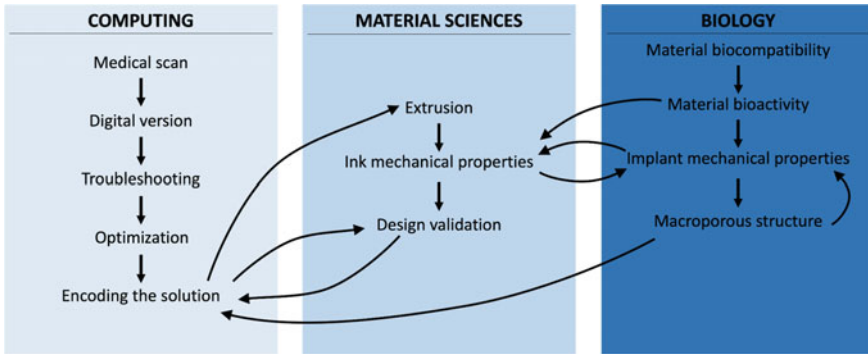 COMPUTING
Medical scan
Digital version
Troubleshooting
Optimization
Encoding the solution
MATERIAL SCIENCES
Extrusion
Ink mechanical properties
Design validation
BIOLOGY
Material biocompatibility
Material bioactivity
Implant mechanical properties
Macroporous structure